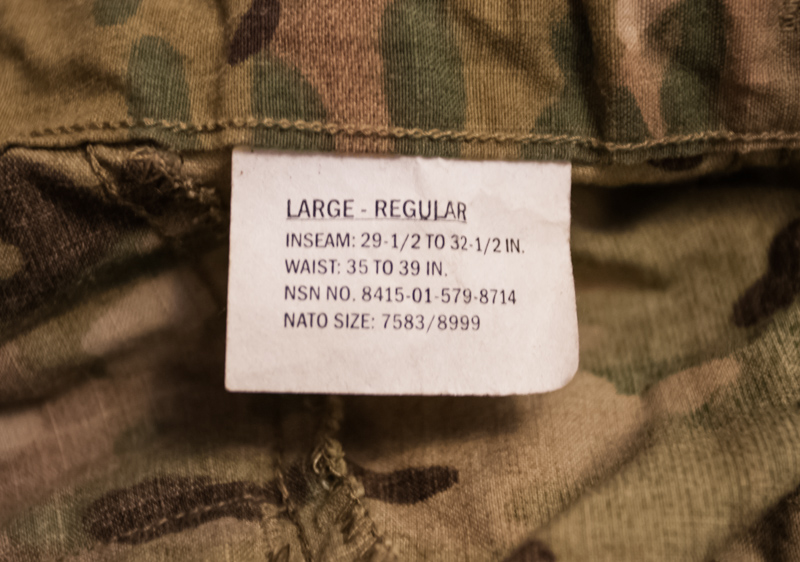 LARGE - REGULAR
INSEAM: 29-1/2 TO 32-1/2 IN.
WAIST: 35 TO 39 IN.
NSN NO. 8415-01-579-8714
NATO SIZE: 7583/8999